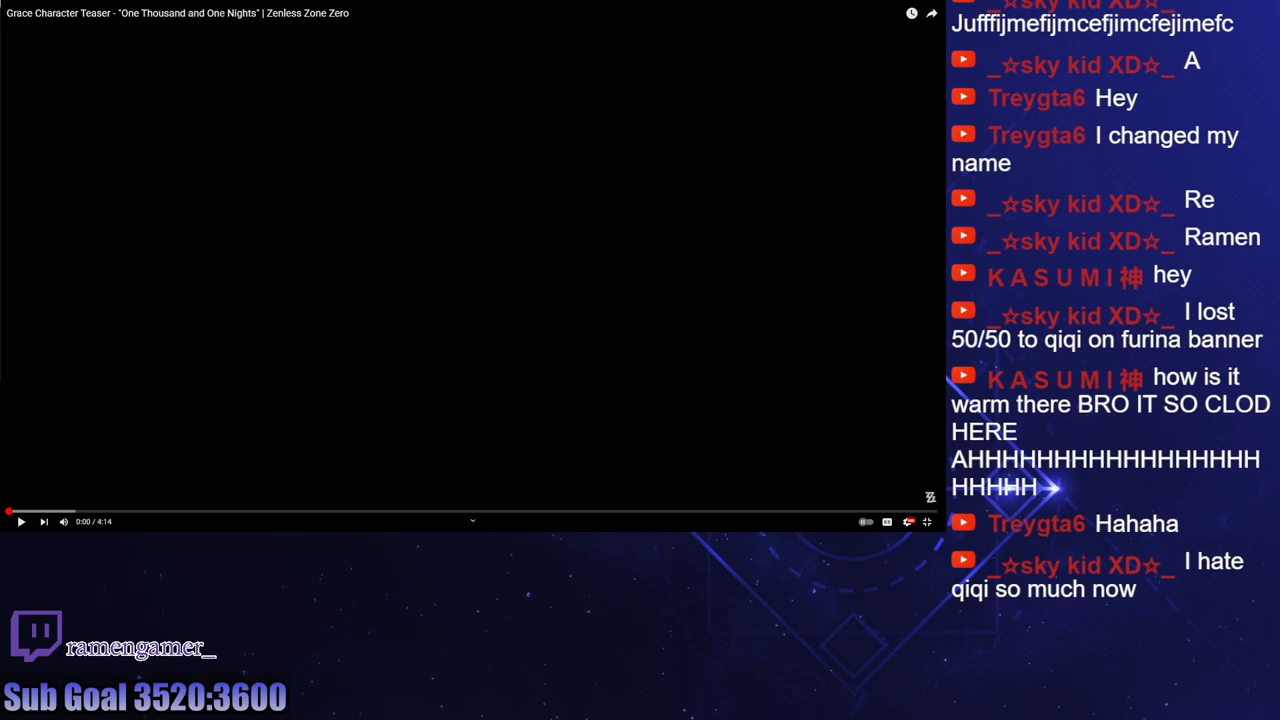 Grace Character Teaser - "One Thousand and One Nights" | Zenless Zone Zero
0:00 / 4:14
Jufffijmefijmcefjimcfejimefc
_☆sky kid XD☆_ A
Treygta6 Hey
Treygta6 I changed my
name
_☆sky kid XD☆_ Re
_☆sky kid XD☆_ Ramen
K A S U M I 神 hey
_☆sky kid XD☆_ I lost
50/50 to qiqi on furina banner
K A S U M I 神 how is it
warm there BRO IT SO CLOD
HERE
AHHHHHHHHHHHHHHHHH
HHHHH
Treygta6 Hahaha
_☆sky kid XD☆_ I hate
qiqi so much now
ramengamer_
Sub Goal 3520:3600